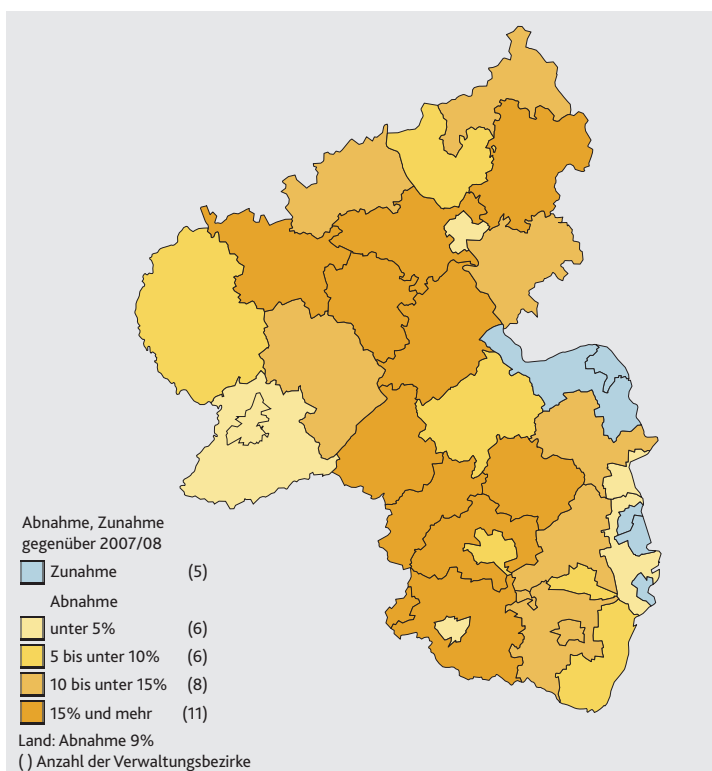 Abnahme, Zunahme
gegenüber 2007/08
Zunahme (5)
Abnahme
unter 5% (6)
5 bis unter 10% (6)
10 bis unter 15% (8)
15% und mehr (11)
Land: Abnahme 9%
( ) Anzahl der Verwaltungsbezirke